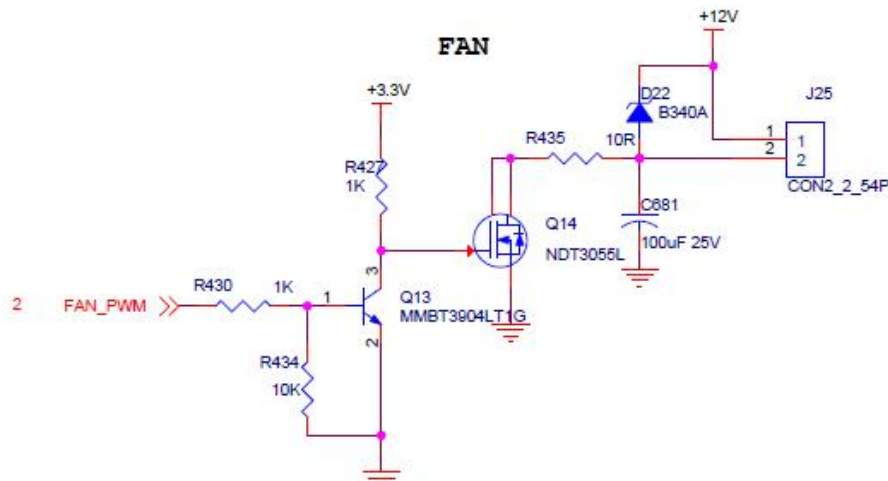 FAN
+12V
+3.3V
D22
B340A
J25
R435
10R
1
1
2
2
CON2_2_54P
R427
1K
C681
100uF 25V
Q14
NDT3055L
3
2
FAN_PWM
R430
1K
1
Q13
MMBT3904LT1G
2
R434
10K